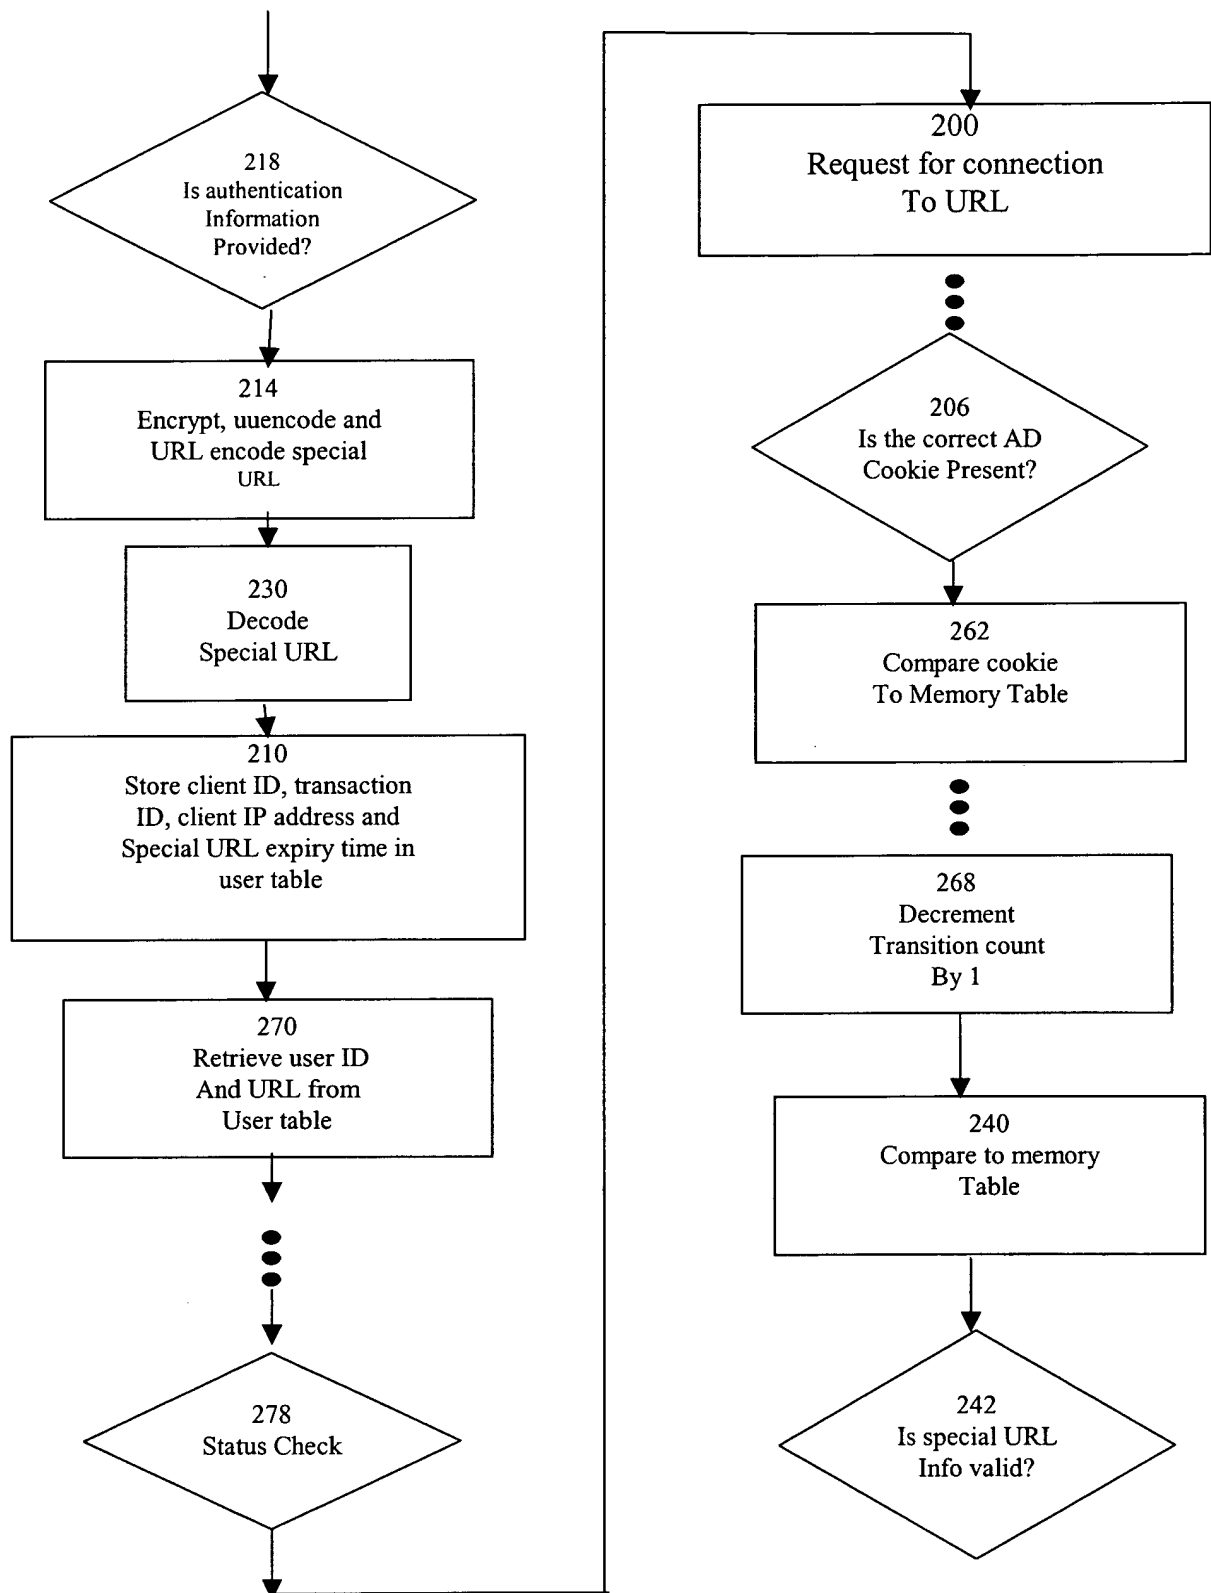 218
Is authentication
Information
Provided?
214
Encrypt, uuencode and
URL encode special
URL
230
Decode
Special URL
210
Store client ID, transaction
ID, client IP address and
Special URL expiry time in
user table
270
Retrieve user ID
And URL from
User table
278
Status Check
200
Request for connection
To URL
206
Is the correct AD
Cookie Present?
262
Compare cookie
To Memory Table
268
Decrement
Transition count
By 1
240
Compare to memory
Table
242
Is special URL
Info valid?